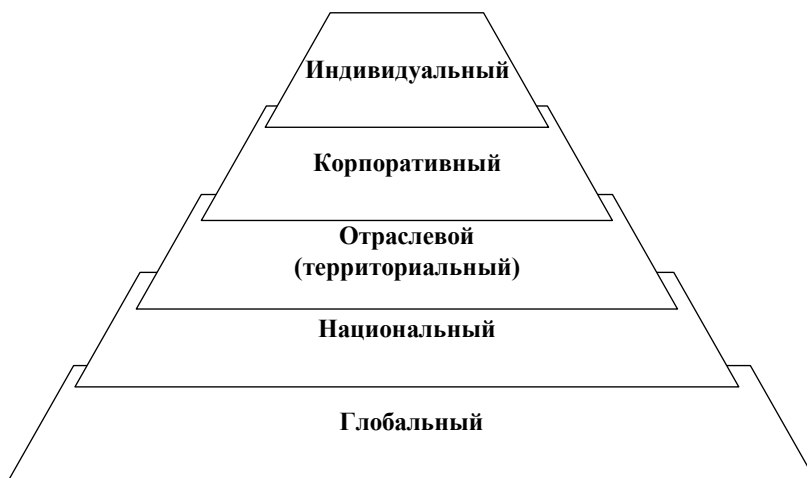 Индивидуальный
Корпоративный
Отраслевой
(территориальный)
Национальный
Глобальный